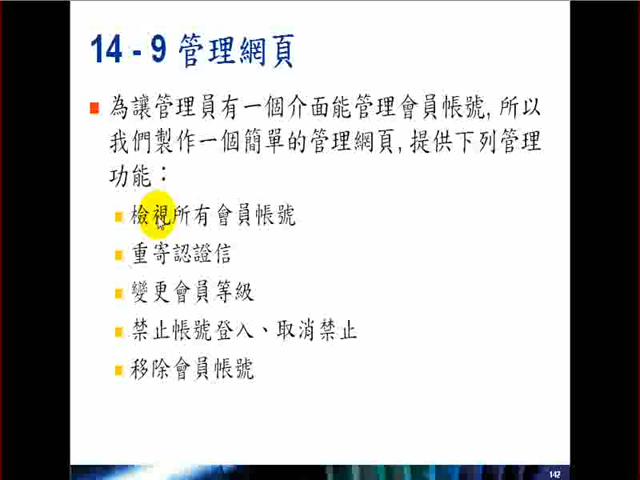 14 - 9 管理網頁
為讓管理員有一個介面能管理會員帳號, 所以
我們製作一個簡單的管理網頁, 提供下列管理
功能：
檢視所有會員帳號
重寄認證信
變更會員等級
禁止帳號登入、取消禁止
移除會員帳號
142